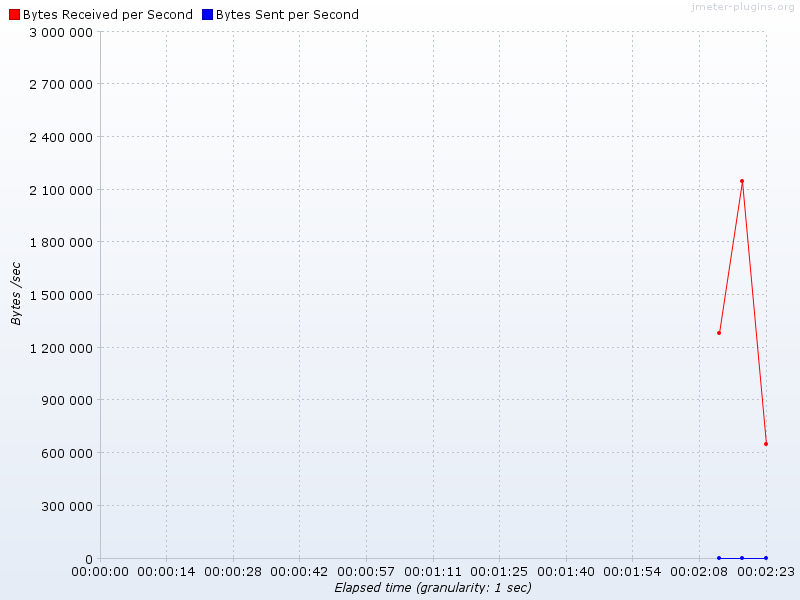 Bytes Received per Second Bytes Sent per Second
jmeter-plugins.org
3 000 000
2 700 000
2 400 000
2 100 000
1 800 000
1 500 000
1 200 000
900 000
600 000
300 000
0
Bytes /sec
00:00:00 00:00:14 00:00:28 00:00:42 00:00:57 00:01:11 00:01:25 00:01:40 00:01:54 00:02:08 00:02:23
Elapsed time (granularity: 1 sec)